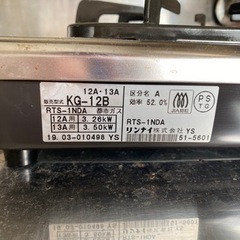 12A・13A
販売型式 KG-12B
RTS-1NDA 都市ガス
12A用 3.26kW
13A用 3.50kW
19.03-010498 YS
区分名 A
効率 52.0%
PS
TG
RTS-1NDA
リンナイ株式会社 YS
51-5601